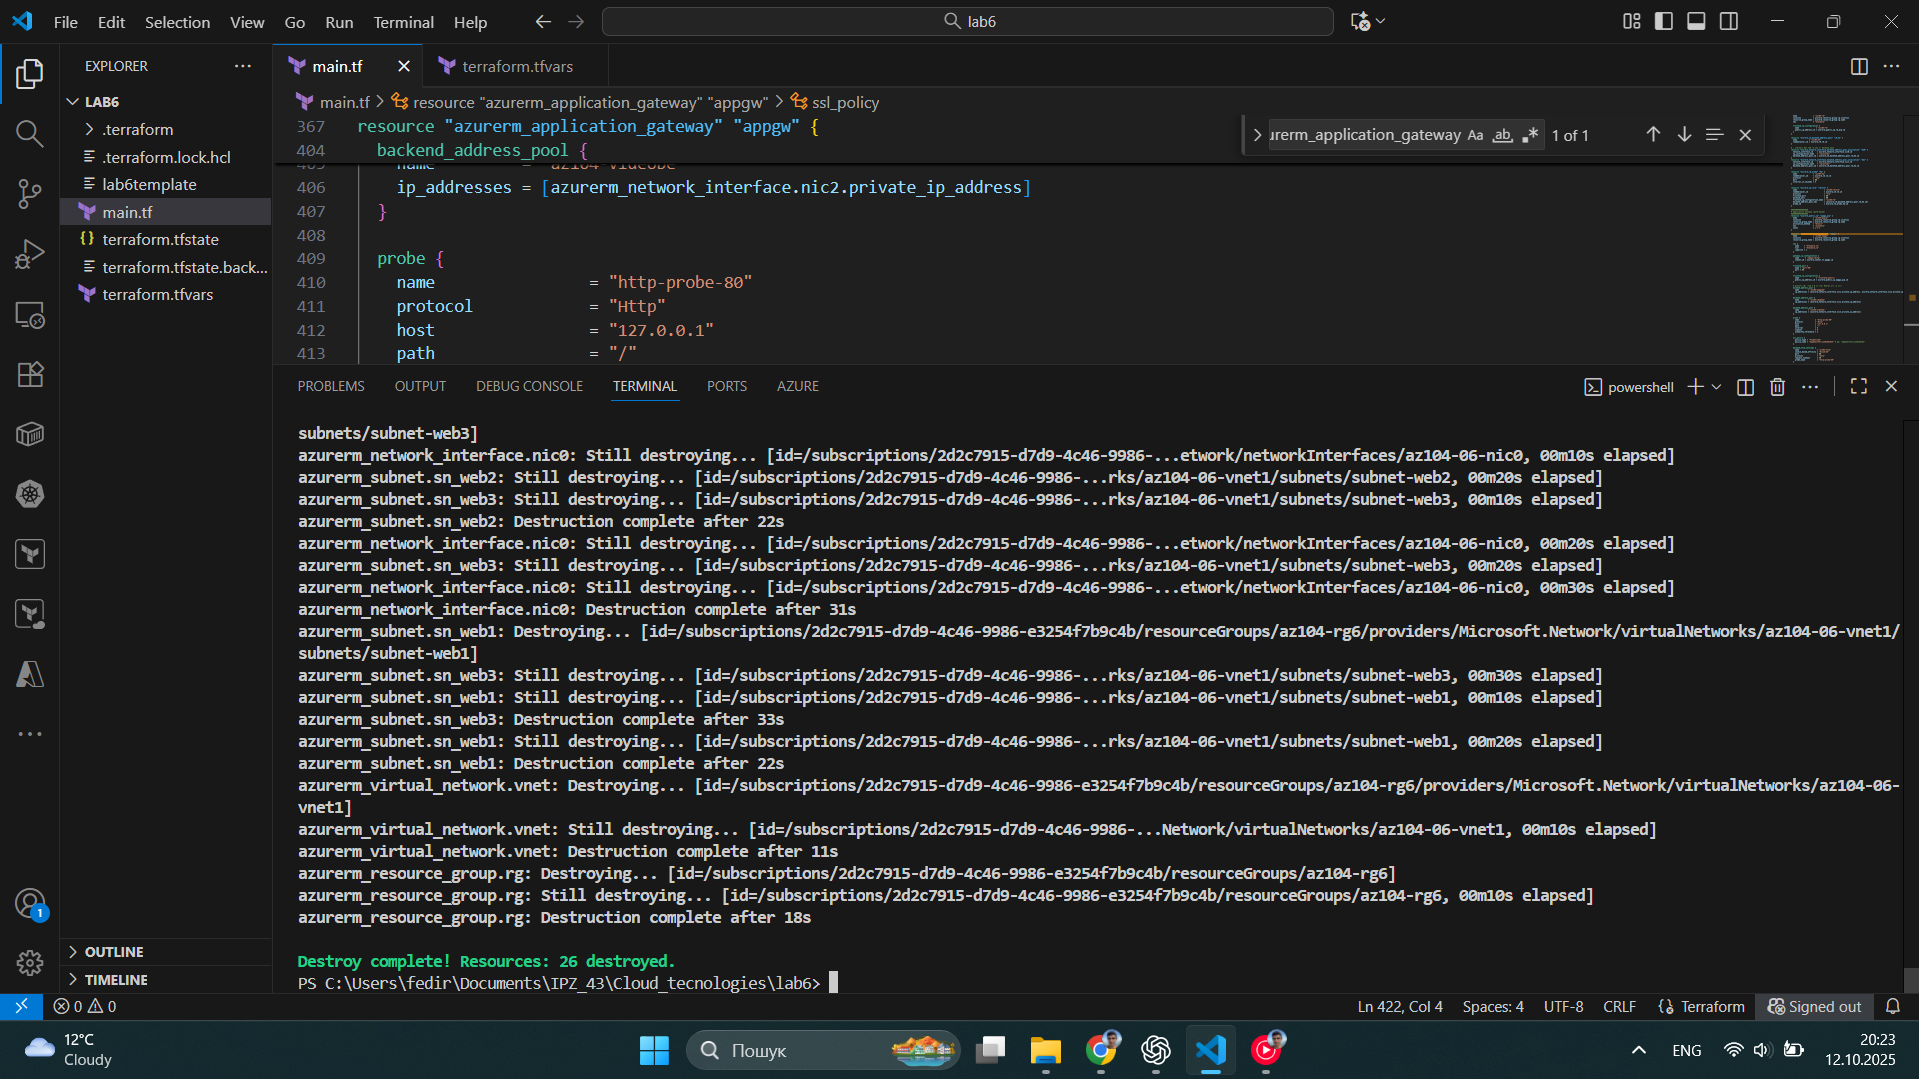 File Edit Selection View Go Run Terminal Help
lab6
EXPLORER
LAB6
.terraform
.terraform.lock.hcl
lab6template
main.tf
terraform.tfstate
terraform.tfstate.back...
terraform.tfvars
OUTLINE
TIMELINE
main.tf
terraform.tfvars
main.tf > resource "azurerm_application_gateway" "appgw" > ssl_policy
367 resource "azurerm_application_gateway" "appgw" {
404 backend_address_pool {
405 name = "az104-videobe"
406 ip_addresses = [azurerm_network_interface.nic2.private_ip_address]
407 }
408
409 probe {
410 name = "http-probe-80"
411 protocol = "Http"
412 host = "127.0.0.1"
413 path = "/"
urerm_application_gateway Aa ab 1 of 1
PROBLEMS OUTPUT DEBUG CONSOLE TERMINAL PORTS AZURE
powershell
subnets/subnet-web3]
azurerm_network_interface.nic0: Still destroying... [id=/subscriptions/2d2c7915-d7d9-4c46-9986-...etwork/networkInterfaces/az104-06-nic0, 00m10s elapsed]
azurerm_subnet.sn_web2: Still destroying... [id=/subscriptions/2d2c7915-d7d9-4c46-9986-...rks/az104-06-vnet1/subnets/subnet-web2, 00m20s elapsed]
azurerm_subnet.sn_web3: Still destroying... [id=/subscriptions/2d2c7915-d7d9-4c46-9986-...rks/az104-06-vnet1/subnets/subnet-web3, 00m10s elapsed]
azurerm_subnet.sn_web2: Destruction complete after 22s
azurerm_network_interface.nic0: Still destroying... [id=/subscriptions/2d2c7915-d7d9-4c46-9986-...etwork/networkInterfaces/az104-06-nic0, 00m20s elapsed]
azurerm_subnet.sn_web3: Still destroying... [id=/subscriptions/2d2c7915-d7d9-4c46-9986-...rks/az104-06-vnet1/subnets/subnet-web3, 00m20s elapsed]
azurerm_network_interface.nic0: Still destroying... [id=/subscriptions/2d2c7915-d7d9-4c46-9986-...etwork/networkInterfaces/az104-06-nic0, 00m30s elapsed]
azurerm_network_interface.nic0: Destruction complete after 31s
azurerm_subnet.sn_web1: Destroying... [id=/subscriptions/2d2c7915-d7d9-4c46-9986-e3254f7b9c4b/resourceGroups/az104-rg6/providers/Microsoft.Network/virtualNetworks/az104-06-vnet1/
subnets/subnet-web1]
azurerm_subnet.sn_web3: Still destroying... [id=/subscriptions/2d2c7915-d7d9-4c46-9986-...rks/az104-06-vnet1/subnets/subnet-web3, 00m30s elapsed]
azurerm_subnet.sn_web1: Still destroying... [id=/subscriptions/2d2c7915-d7d9-4c46-9986-...rks/az104-06-vnet1/subnets/subnet-web1, 00m10s elapsed]
azurerm_subnet.sn_web3: Destruction complete after 33s
azurerm_subnet.sn_web1: Still destroying... [id=/subscriptions/2d2c7915-d7d9-4c46-9986-...rks/az104-06-vnet1/subnets/subnet-web1, 00m20s elapsed]
azurerm_subnet.sn_web1: Destruction complete after 22s
azurerm_virtual_network.vnet: Destroying... [id=/subscriptions/2d2c7915-d7d9-4c46-9986-e3254f7b9c4b/resourceGroups/az104-rg6/providers/Microsoft.Network/virtualNetworks/az104-06-
vnet1]
azurerm_virtual_network.vnet: Still destroying... [id=/subscriptions/2d2c7915-d7d9-4c46-9986-...Network/virtualNetworks/az104-06-vnet1, 00m10s elapsed]
azurerm_virtual_network.vnet: Destruction complete after 11s
azurerm_resource_group.rg: Destroying... [id=/subscriptions/2d2c7915-d7d9-4c46-9986-e3254f7b9c4b/resourceGroups/az104-rg6]
azurerm_resource_group.rg: Still destroying... [id=/subscriptions/2d2c7915-d7d9-4c46-9986-e3254f7b9c4b/resourceGroups/az104-rg6, 00m10s elapsed]
azurerm_resource_group.rg: Destruction complete after 18s
Destroy complete! Resources: 26 destroyed.
PS C:\Users\fedir\Documents\IPZ_43\Cloud_tecnologies\lab6>
1
0 0
Ln 422, Col 4 Spaces: 4 UTF-8 CRLF {} Terraform Signed out
12°C
Cloudy
Пошук
ENG
20:23
12.10.2025